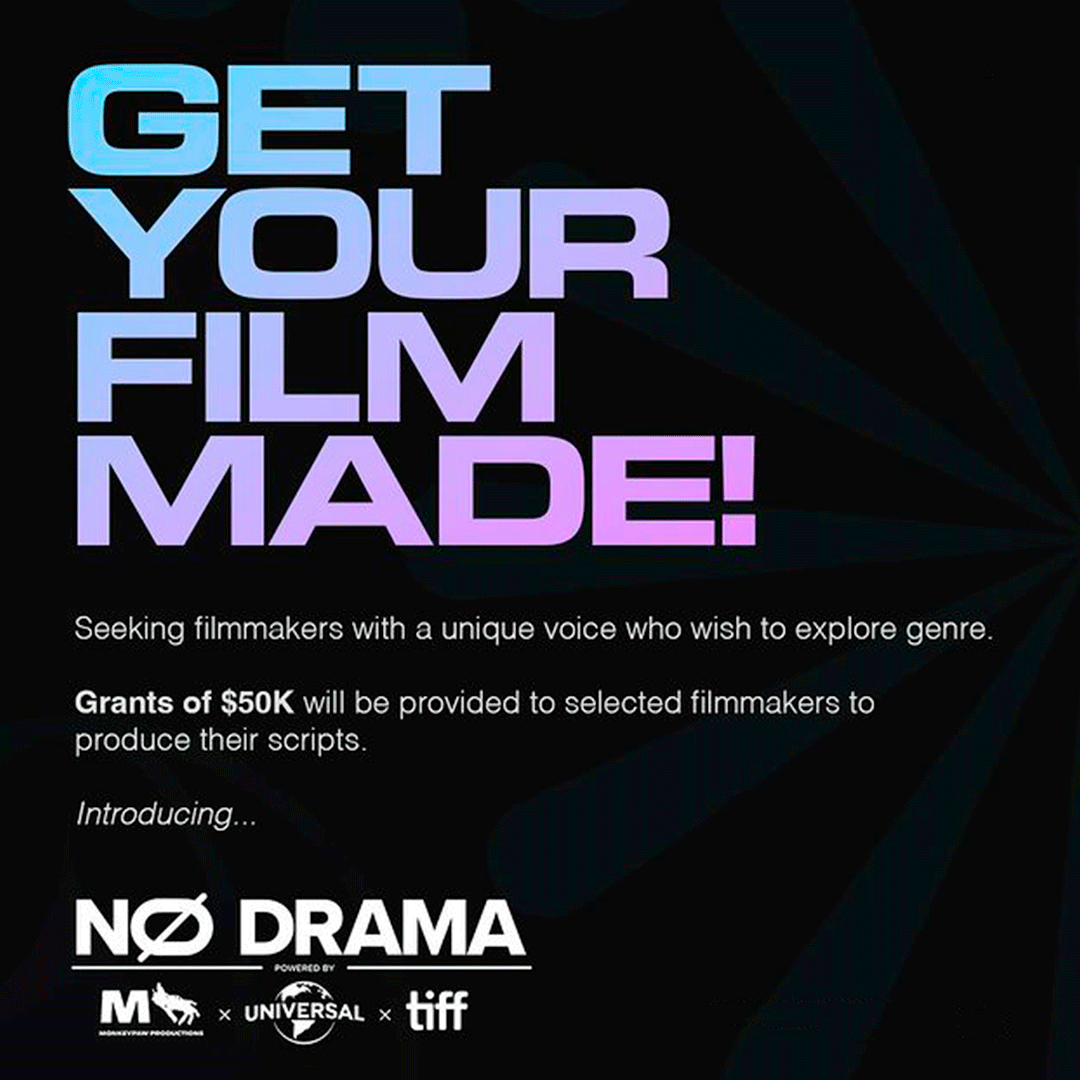 GET
YOUR
FILM
MADE!
Seeking filmmakers with a unique voice who wish to explore genre.
Grants of $50K will be provided to selected filmmakers to
produce their scripts.
Introducing...
NØ DRAMA
POWERED BY
M x UNIVERSAL x tiff
MONKEYPAW PRODUCTIONS